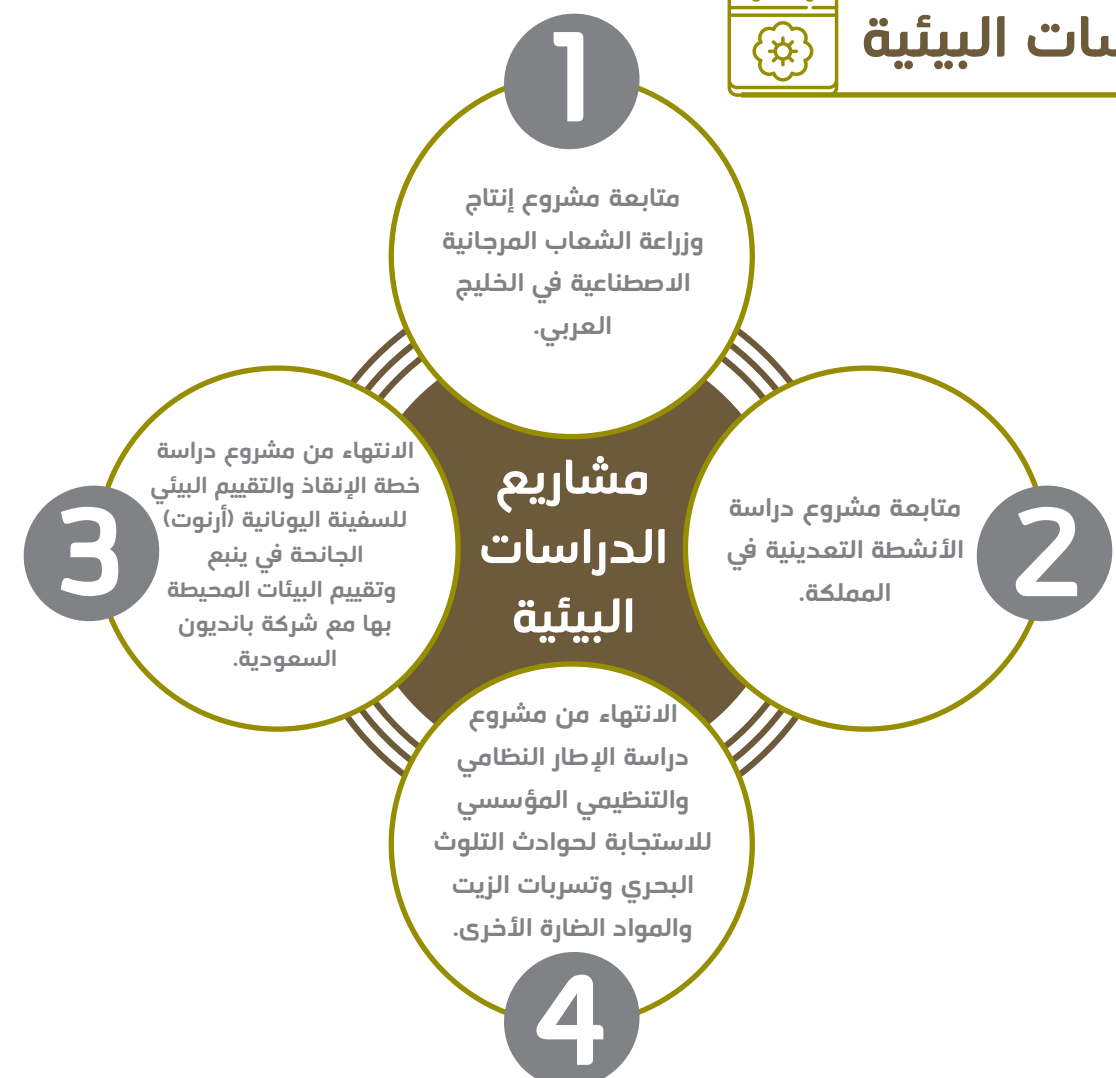 البيئية
1
متابعة مشروع إنتاج
وزراعة الشعاب المرجانية
الاصطناعية في الخليج
العربي.
مشاريع
الدراسات
البيئية
2
متابعة مشروع دراسة
الأنشطة التعدينية في
المملكة.
3
الانتهاء من مشروع دراسة
خطة الإنقاذ والتقييم البيئي
للسفينة اليونانية (أرنوت)
الجانحة في ينبع
وتقييم البيئات المحيطة
بها مع شركة بانديون
السعودية.
الانتهاء من مشروع
دراسة الإطار النظامي
والتنظيمي المؤسسي
للاستجابة لحوادث التلوث
البحري وتسربات الزيت
والمواد الضارة الأخرى.
4